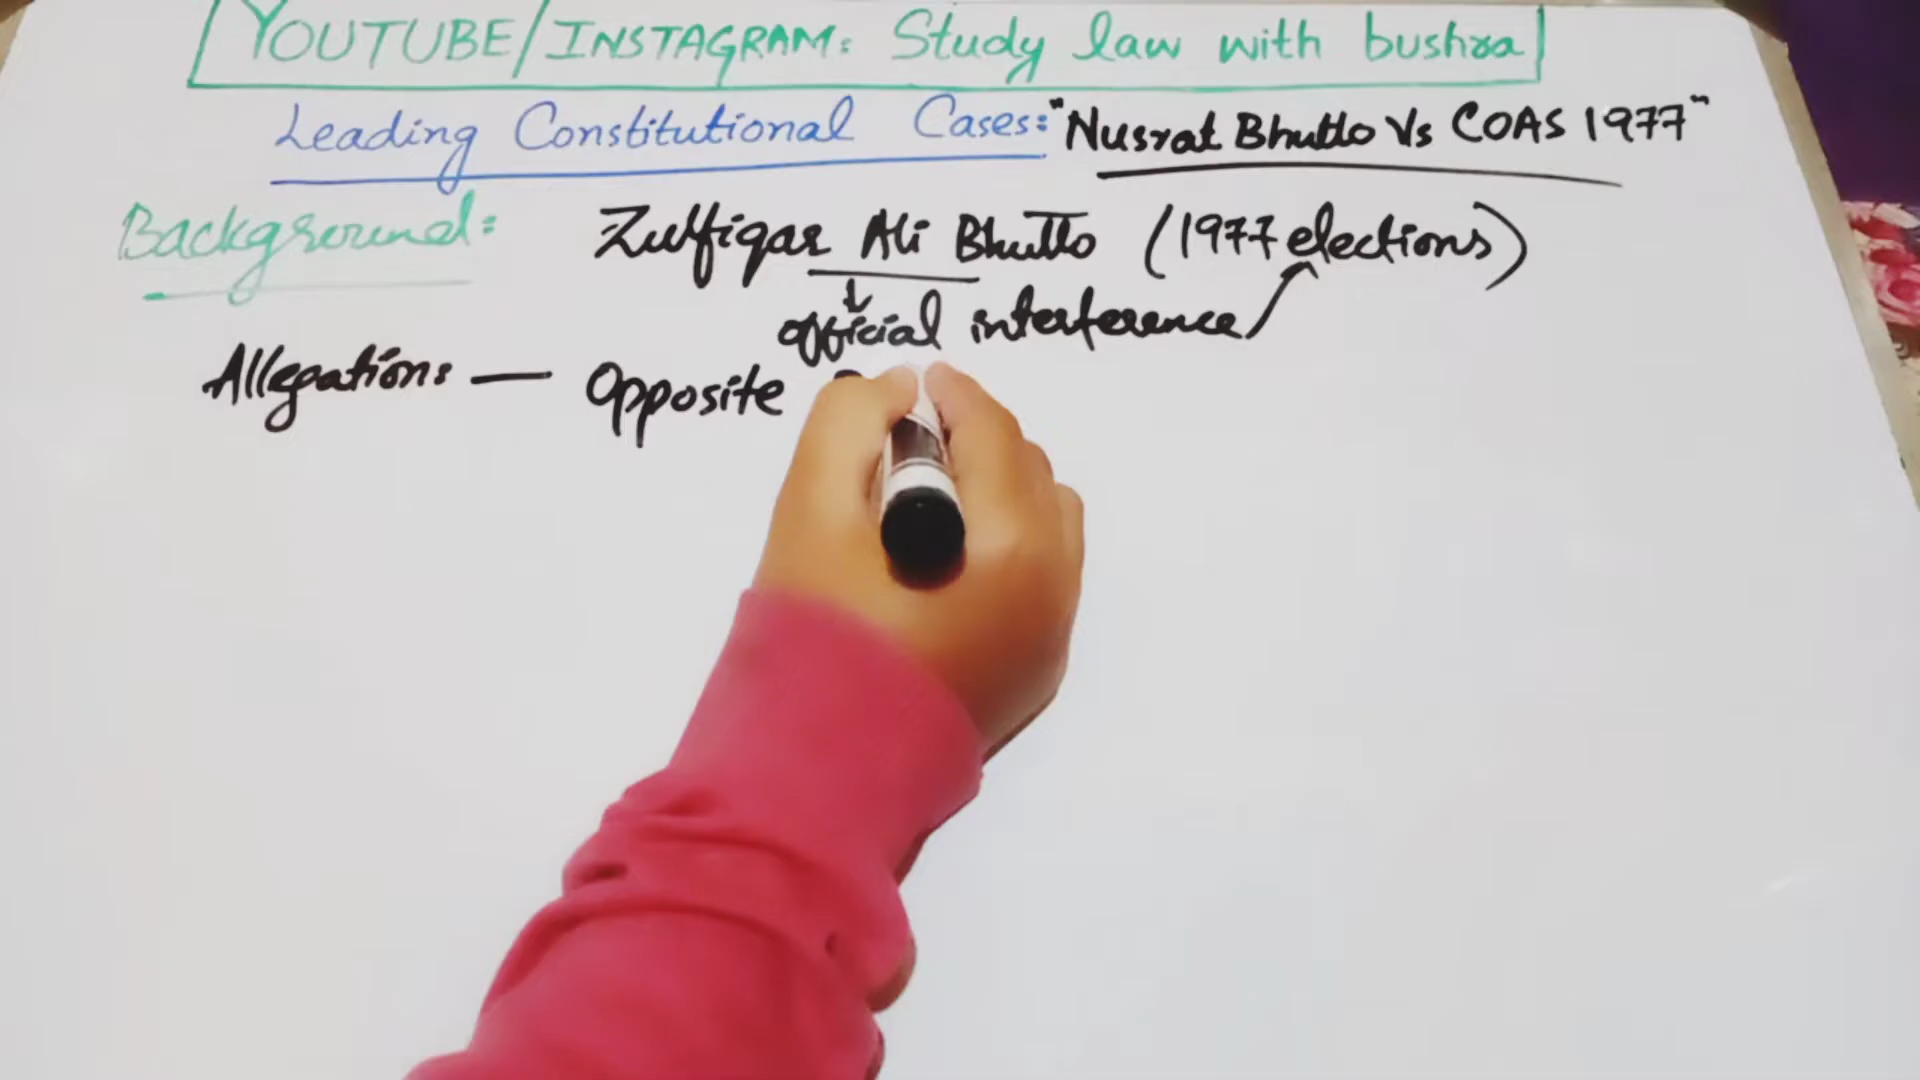 YOUTUBE/INSTAGRAM: Study law with bushra
Leading Constitutional Cases: "Nusrat Bhutto Vs COAS 1977"
Background: Zulfiqar Ali Bhutto (1977 elections)
official interference
Allegations — Opposite